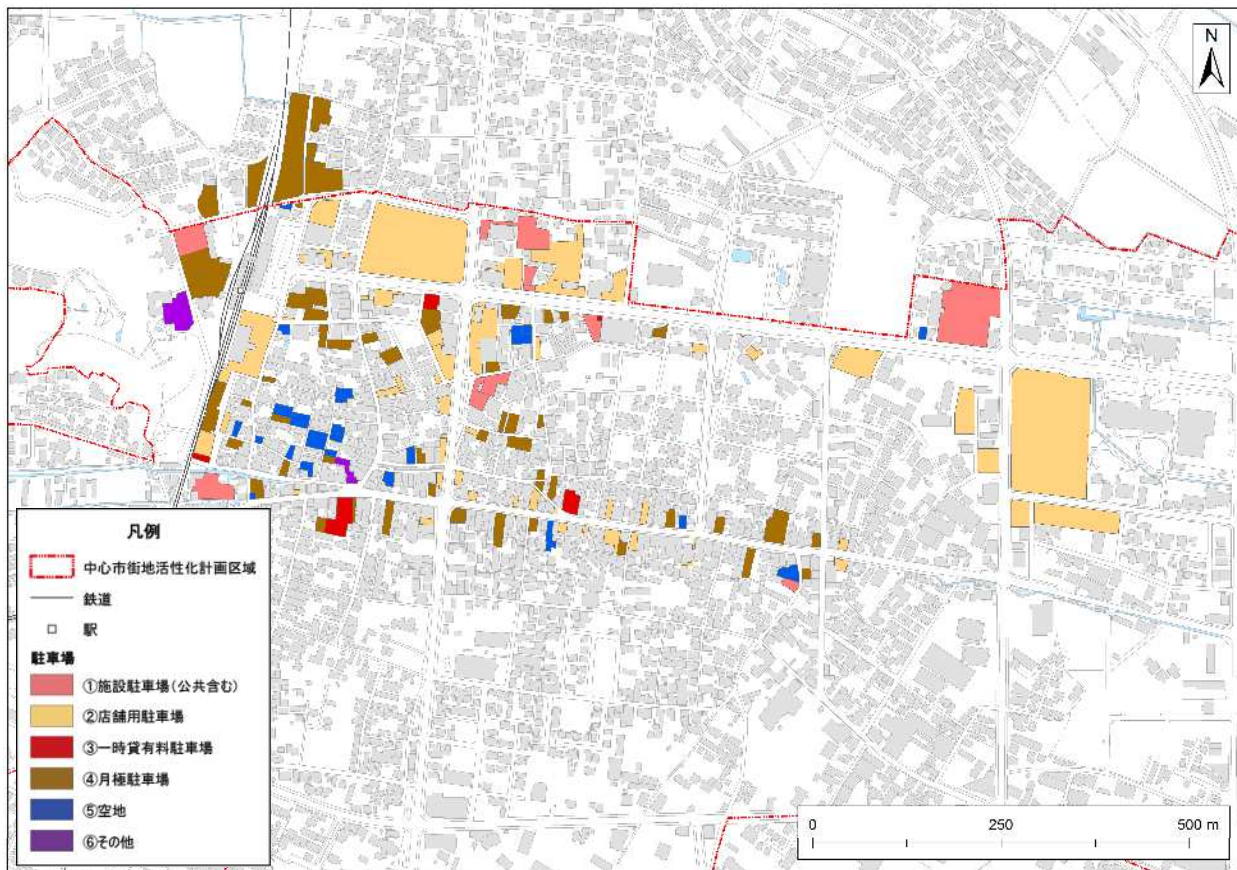 N
凡例
中心市街地活性化計画区域
鉄道
駅
駐車場
①施設駐車場(公共含む)
②店舗用駐車場
③一時貸有料駐車場
④月極駐車場
⑤空地
⑥その他
0 250 500 m